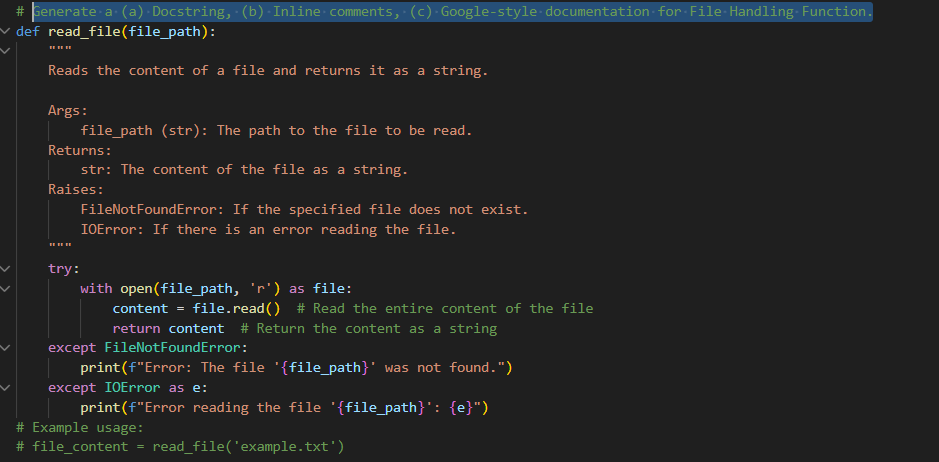 # Generate a (a) Docstring, (b) Inline comments, (c) Google-style documentation for File Handling Function.
def read_file(file_path):
    """
    Reads the content of a file and returns it as a string.

    Args:
        file_path (str): The path to the file to be read.
    Returns:
        str: The content of the file as a string.
    Raises:
        FileNotFoundError: If the specified file does not exist.
        IOError: If there is an error reading the file.
    """
    try:
        with open(file_path, 'r') as file:
            content = file.read()  # Read the entire content of the file
            return content  # Return the content as a string
    except FileNotFoundError:
        print(f"Error: The file '{file_path}' was not found.")
    except IOError as e:
        print(f"Error reading the file '{file_path}': {e}")
# Example usage:
# file_content = read_file('example.txt')